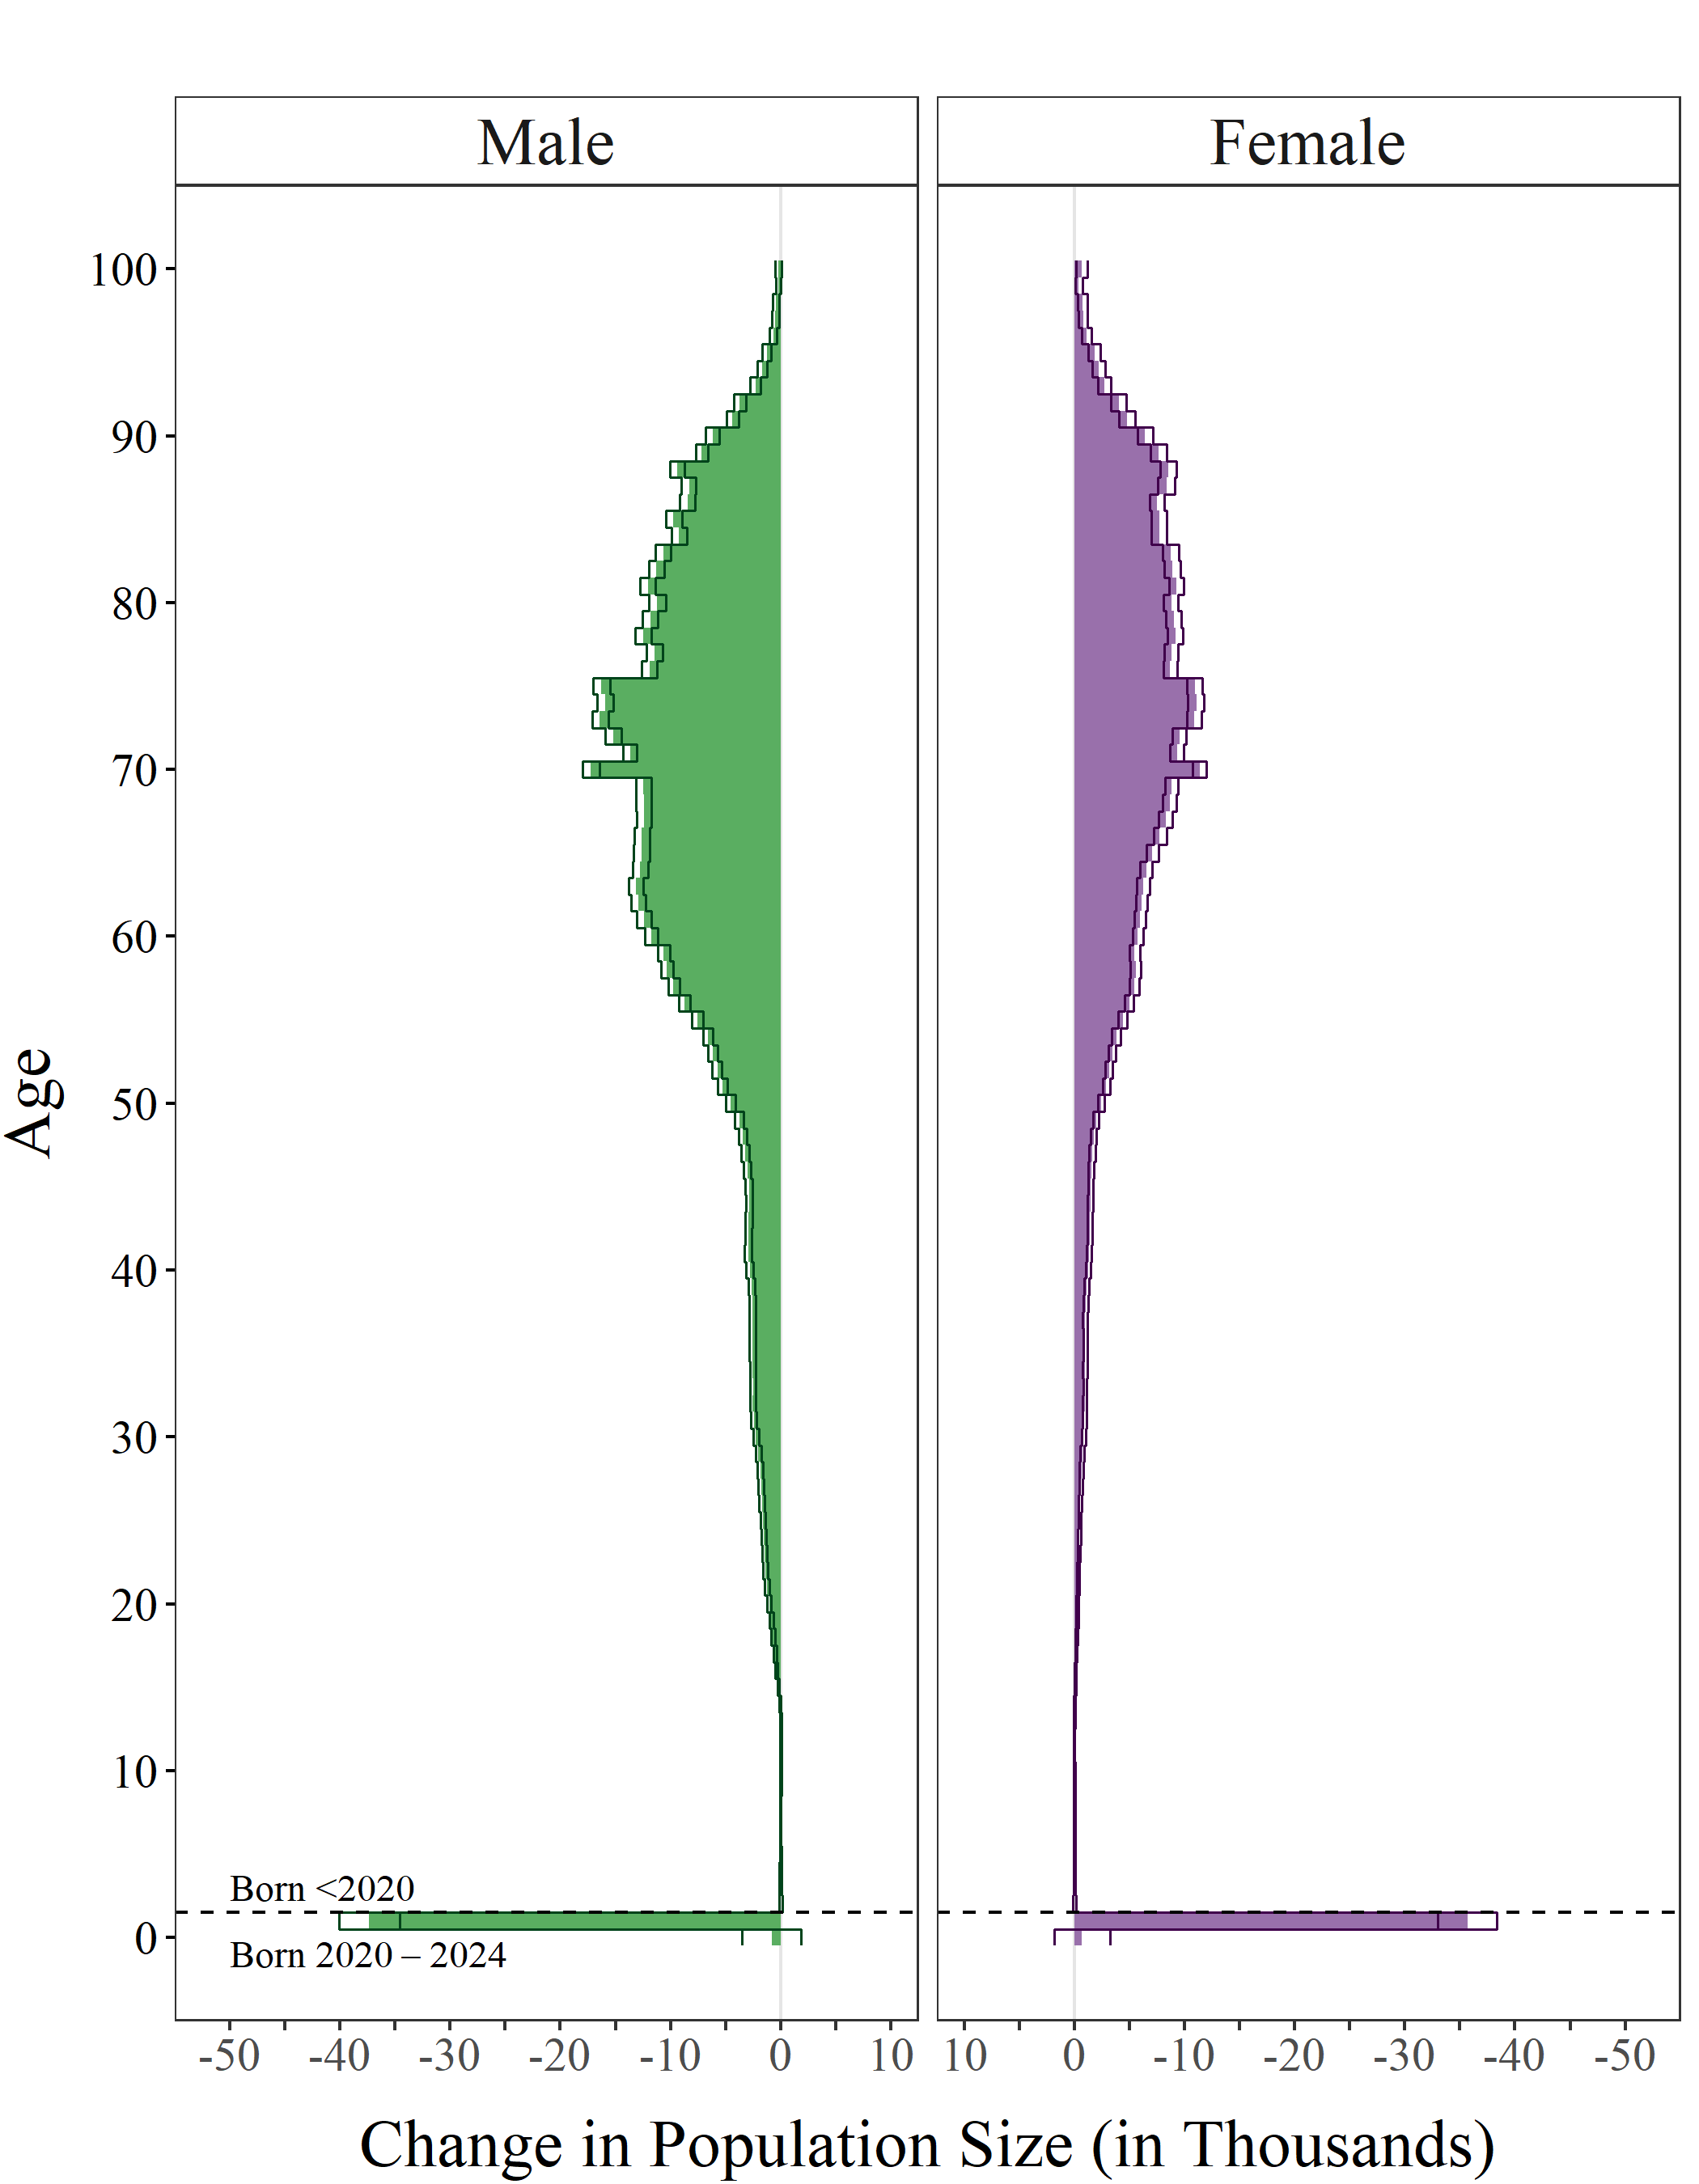 Male
Female
100
90
80
70
60
50
40
30
20
10
0
Age
Born <2020
Born 2020 – 2024
-50 -40 -30 -20 -10 0 10
10 0 -10 -20 -30 -40 -50
Change in Population Size (in Thousands)